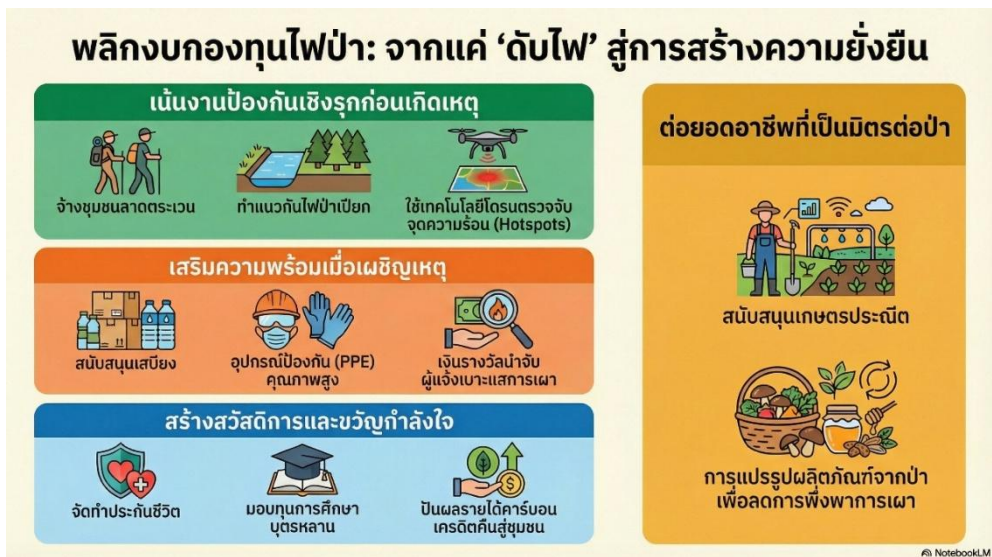 พลิกงบกองทุนไฟป่า: จากแค่ ‘ดับไฟ’ สู่การสร้างความยั่งยืน
เน้นงานป้องกันเชิงรุกก่อนเกิดเหตุ
จ้างชุมชนลาดตระเวน
ทำแนวกันไฟป่าเปียก
ใช้เทคโนโลยีโดรนตรวจจับ
จุดความร้อน (Hotspots)
เสริมความพร้อมเมื่อเผชิญเหตุ
สนับสนุนเสบียง
อุปกรณ์ป้องกัน (PPE)
คุณภาพสูง
เงินรางวัลนำจับ
ผู้แจ้งเบาะแสการเผา
สร้างสวัสดิการและขวัญกำลังใจ
จัดทำประกันชีวิต
มอบทุนการศึกษา
บุตรหลาน
ปันผลรายได้คาร์บอน
เครดิตคืนสู่ชุมชน
ต่อยอดอาชีพที่เป็นมิตรต่อป่า
สนับสนุนเกษตรประณีต
การแปรรูปผลิตภัณฑ์จากป่า
เพื่อลดการพึ่งพาการเผา
NotebookLM